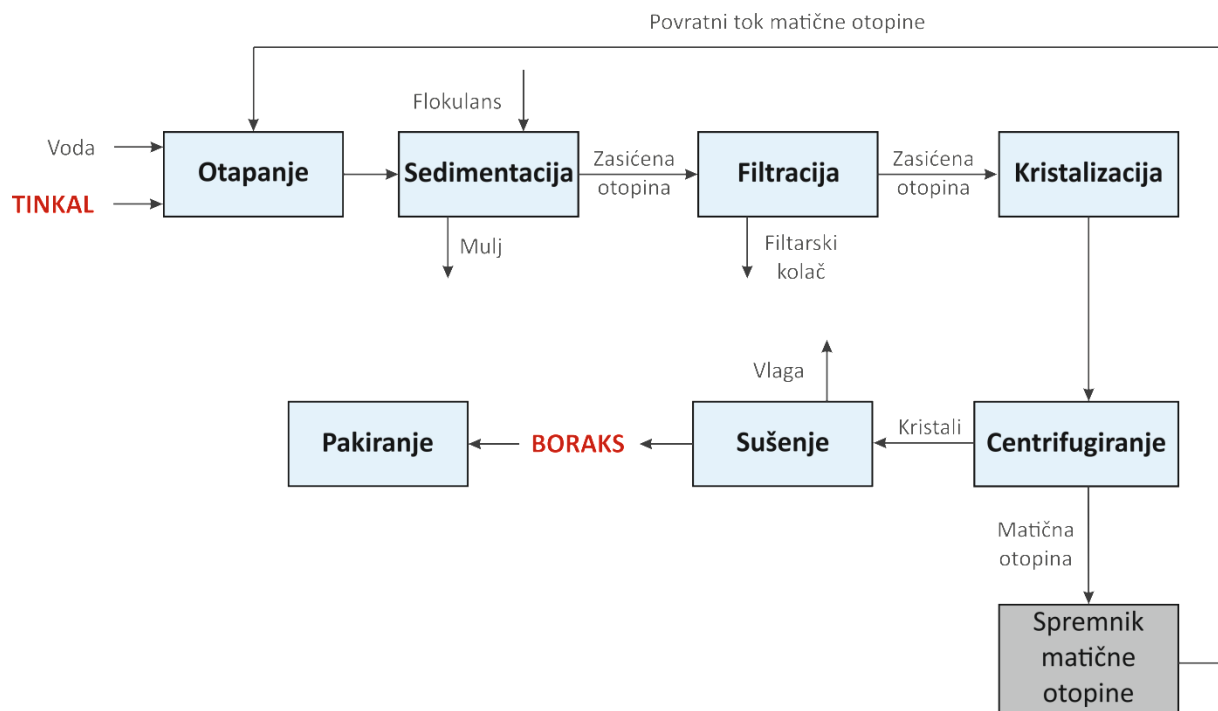 Povratni tok matične otopine
Flokulans
Voda
TINKAL
Otapanje
Sedimentacija
Zasićena
otopina
Filtracija
Zasićena
otopina
Kristalizacija
Mulj
Filtarski
kolač
Vlaga
Pakiranje
BORAKS
Sušenje
Kristali
Centrifugiranje
Matična
otopina
Spremnik
matične
otopine